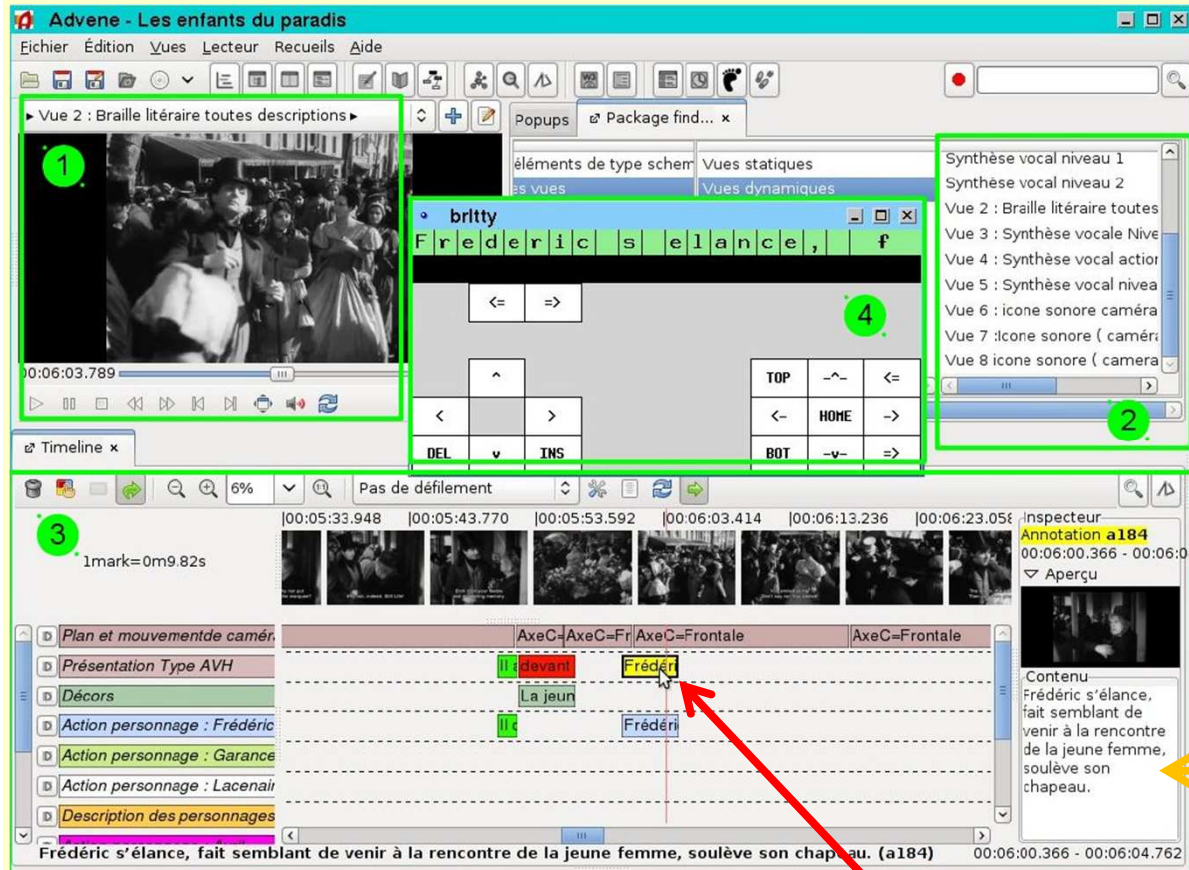 Advene - Les enfants du paradis
Fichier Édition Vues Lecteur Recueils Aide
▸ Vue 2 : Braille litéraire toutes descriptions ▸
Popups Package find... ×
1
éléments de type schem Vues statiques
es vues Vues dynamiques
Synthèse vocal niveau 1
Synthèse vocal niveau 2
Vue 2 : Braille litéraire toutes
Vue 3 : Synthèse vocale Nive
Vue 4 : Synthèse vocal action
Vue 5 : Synthèse vocal nivea
Vue 6 : icone sonore caméra
Vue 7 :Icone sonore ( caméra
Vue 8 icone sonore ( camera
2
brltty
Frederic s elance, f
<= =>
4
^ TOP -^- <=
< > <- HOME ->
DEL v INS BOT -v- =>
00:06:03.789
Timeline ×
6% Pas de défilement
3
1mark=0m9.82s
00:05:33.948 00:05:43.770 00:05:53.592 00:06:03.414 00:06:13.236 00:06:23.058
Plan et mouvementde camér. AxeC= AxeC=Fr AxeC=Frontale AxeC=Frontale
D Présentation Type AVH Il a devant Frédéri
D Décors La jeun
D Action personnage : Frédéric Il c Frédéri
D Action personnage : Garance
D Action personnage : Lacenair
D Description des personnages
Inspecteur
Annotation a184
00:06:00.366 - 00:06:0
▽ Aperçu
Contenu
Frédéric s'élance,
fait semblant de
venir à la rencontre
de la jeune femme,
soulève son
chapeau.
Frédéric s'élance, fait semblant de venir à la rencontre de la jeune femme, soulève son chapeau. (a184) 00:06:00.366 - 00:06:04.762